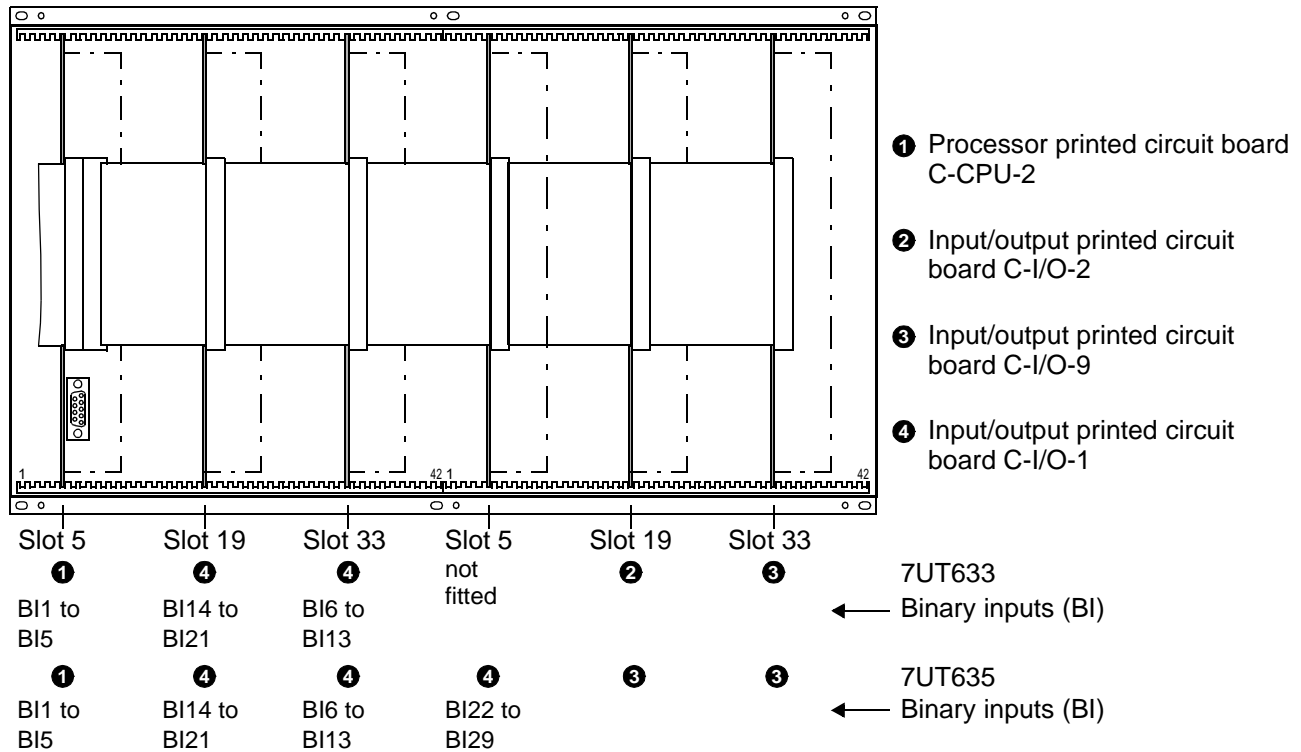 ❶ Processor printed circuit board
C-CPU-2
❷ Input/output printed circuit
board C-I/O-2
❸ Input/output printed circuit
board C-I/O-9
❹ Input/output printed circuit
board C-I/O-1
1 42 1 42
Slot 5 Slot 19 Slot 33 Slot 5 Slot 19 Slot 33
❶ ❹ ❹ not ❷ ❸ 7UT633
fitted
BI1 to BI14 to BI6 to Binary inputs (BI)
BI5 BI21 BI13
❶ ❹ ❹ ❹ ❸ ❸ 7UT635
BI1 to BI14 to BI6 to BI22 to Binary inputs (BI)
BI5 BI21 BI13 BI29